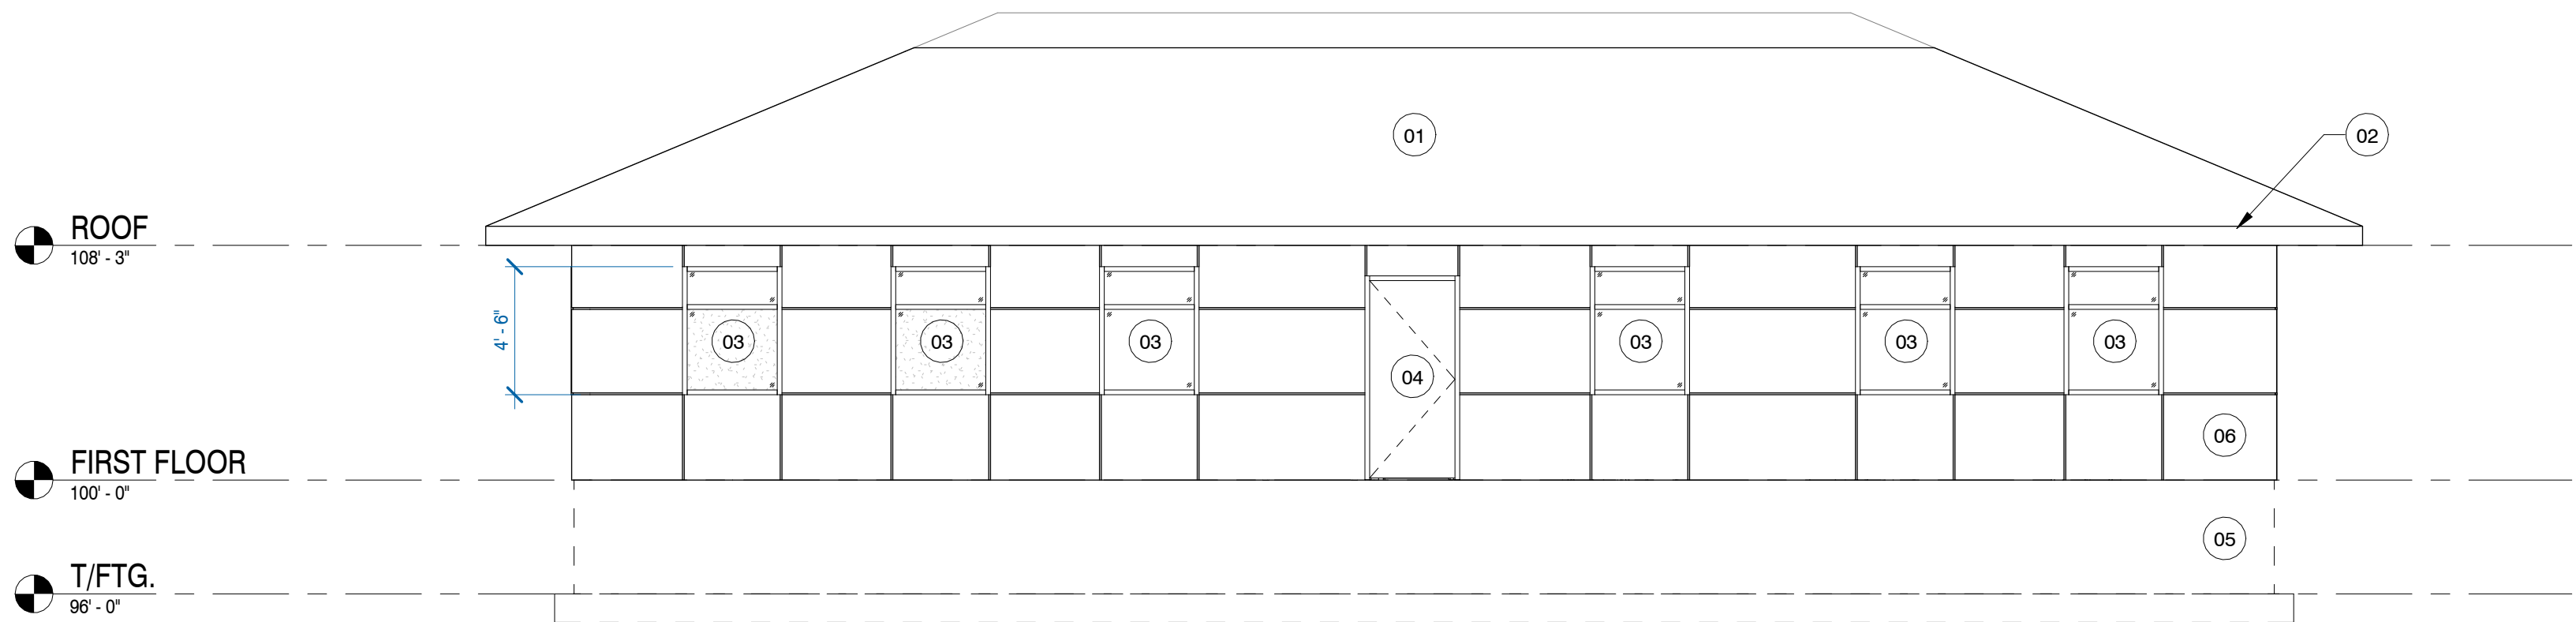 01
02
ROOF
108' - 3"
4' - 6"
03
03
03
03
03
03
04
FIRST FLOOR
100' - 0"
06
05
T/FTG.
96' - 0"